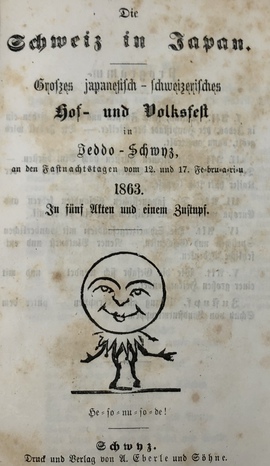 Die
Schweiz in Japan.
Großes japanesisch-schweizerisches
Hof- und Volksfest
in
Jeddo-Schwyz,
an den Fastnachtstagen vom 12. und 17. Fe-bru-a-ri-u.
1863.
In fünf Akten und einem Zustupf.
He-so-nu-so-de!
Schwyz.
Druck und Verlag von A. Eberle und Söhne.